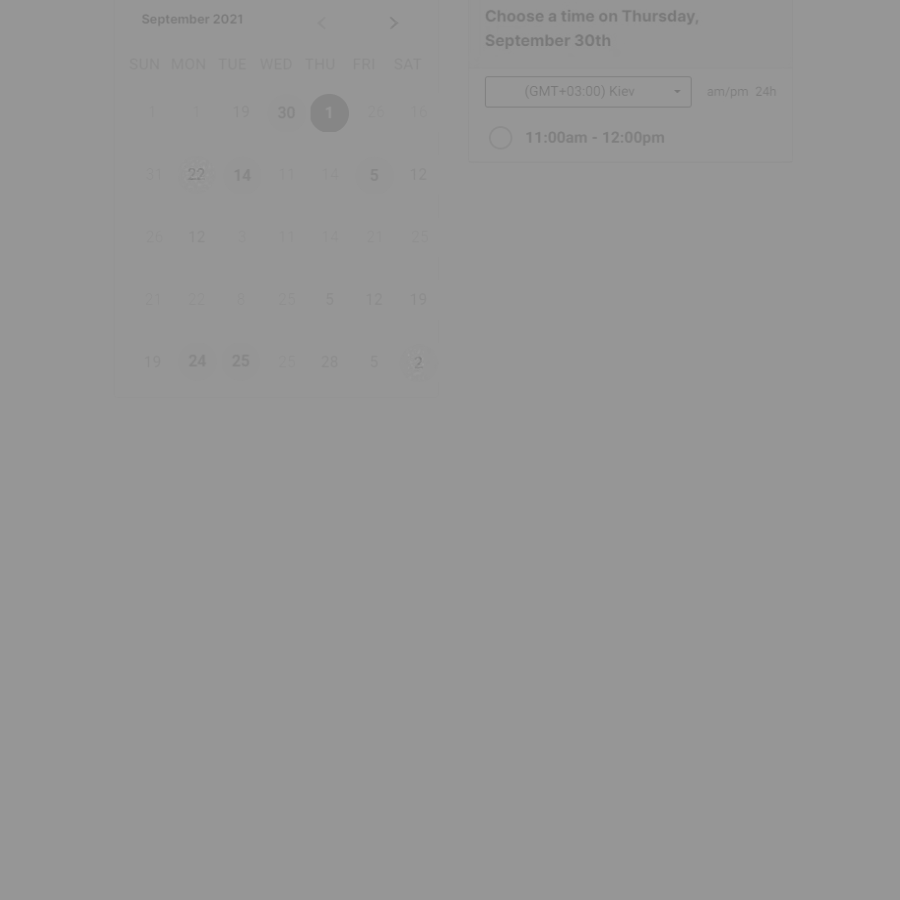 September 2021
SUN MON TUE WED THU FRI SAT
1 1 19 30 1 16
31 22 14 11 14 5 12
26 12 3 11 14 21 25
21 22 8 25 5 12 19
19 24 25 25 28 5 2
Choose a time on Thursday,
September 30th
(GMT+03:00) Kiev
am/pm 24h
11:00am - 12:00pm